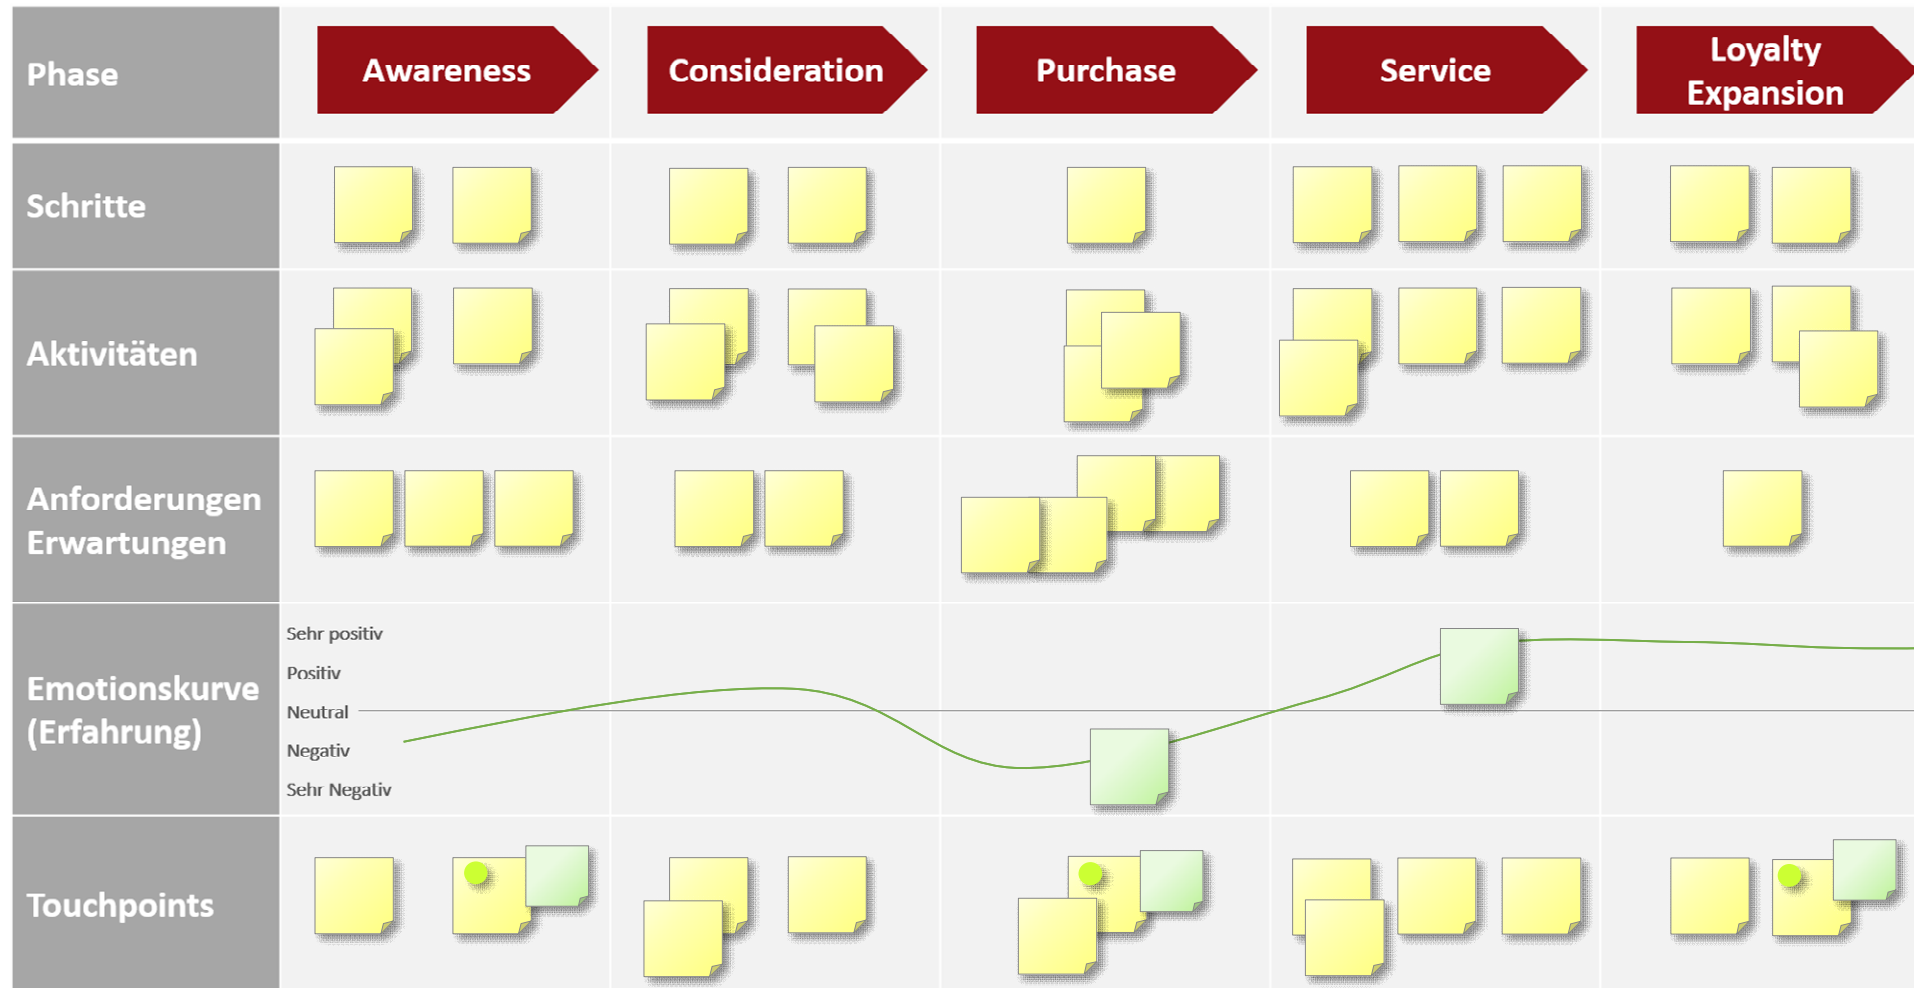 Phase
Awareness
Consideration
Purchase
Service
Loyalty
Expansion
Schritte
Aktivitäten
Anforderungen
Erwartungen
Emotionskurve
(Erfahrung)
Sehr positiv
Positiv
Neutral
Negativ
Sehr Negativ
Touchpoints